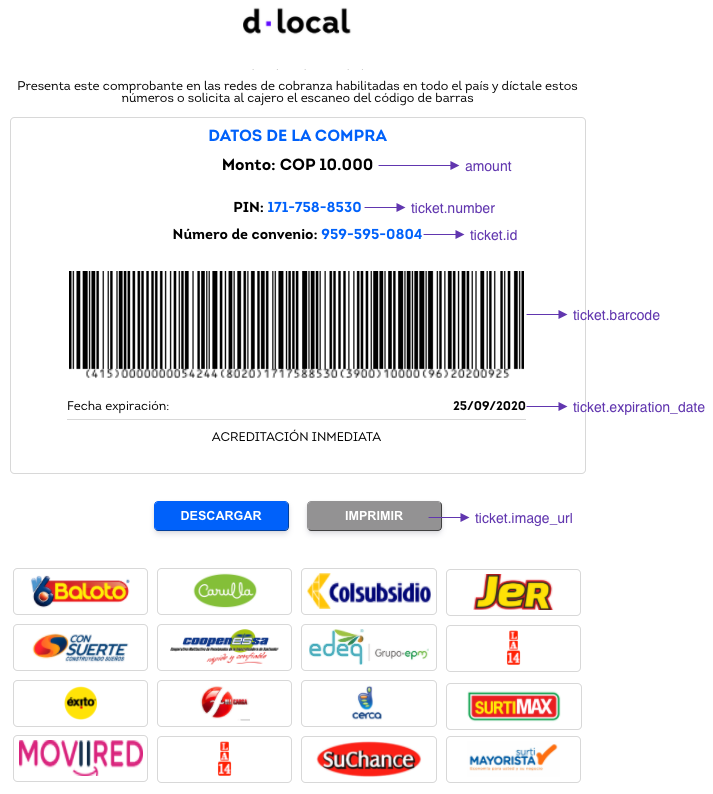 d·local
Presenta este comprobante en las redes de cobranza habilitadas en todo el país y díctale estos
números o solicita al cajero el escaneo del código de barras
DATOS DE LA COMPRA
Monto: COP 10.000 amount
PIN: 171-758-8530 ticket.number
Número de convenio: 959-595-0804 ticket.id
ticket.barcode
(415)0000000054244(8020)1717588530(3900)10000(96)20200925
Fecha expiración: 25/09/2020 ticket.expiration_date
ACREDITACIÓN INMEDIATA
DESCARGAR IMPRIMIR ticket.image_url
Baloto Carulla Colsubsidio JER
CON SUERTE CONSTRUYENDO SUEÑOS coopenessa rápido y confiable edeq Grupo·epm LA 14
éxito cerca SURTIMAX
MOVIIRED LA 14 SuChance surti MAYORISTA